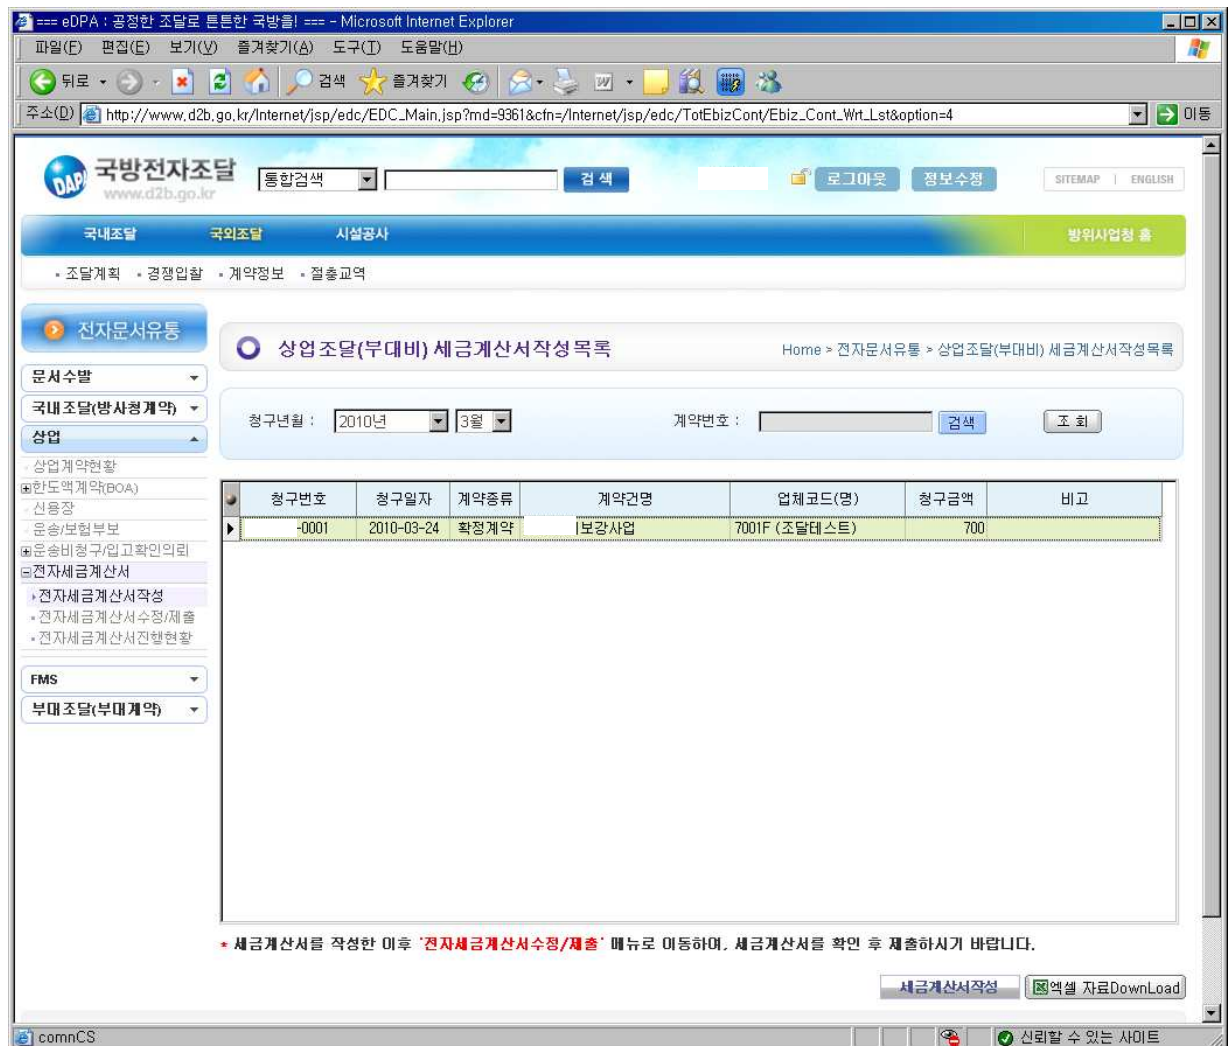 === eDPA : 공정한 조달로 튼튼한 국방을! === - Microsoft Internet Explorer
파일(F) 편집(E) 보기(V) 즐겨찾기(A) 도구(T) 도움말(H)
뒤로 검색 즐겨찾기
주소(D) http://www.d2b.go.kr/Internet/jsp/edc/EDC_Main.jsp?rnd=9361&cfn=/Internet/jsp/edc/TotEbizCont/Ebiz_Cont_Wrt_Lst&option=4 이동
DAPA 국방전자조달 통합검색 검색 로그아웃 정보수정 SITEMAP | ENGLISH
www.d2b.go.kr
국내조달 국외조달 시설공사 방위사업청 홈
조달계획 경쟁입찰 계약정보 절충교역
전자문서유통
상업조달(부대비) 세금계산서작성목록 Home > 전자문서유통 > 상업조달(부대비) 세금계산서작성목록
문서수발
국내조달(방사청계약)
상업
상업계약현황
한도액계약(BOA)
신용장
운송/보험부보
운송비청구/입고확인의뢰
전자세금계산서
전자세금계산서작성
전자세금계산서수정/제출
전자세금계산서진행현황
FMS
부대조달(부대계약)
청구년월 : 2010년 3월 계약번호 : 검색 조 회
청구번호 청구일자 계약종류 계약건명 업체코드(명) 청구금액 비고
-0001 2010-03-24 확정계약 보강사업 7001F (조달테스트) 700
* 세금계산서를 작성한 이후 '전자세금계산서수정/제출' 메뉴로 이동하여, 세금계산서를 확인 후 제출하시기 바랍니다.
세금계산서작성 엑셀 자료DownLoad
comnCS 신뢰할 수 있는 사이트